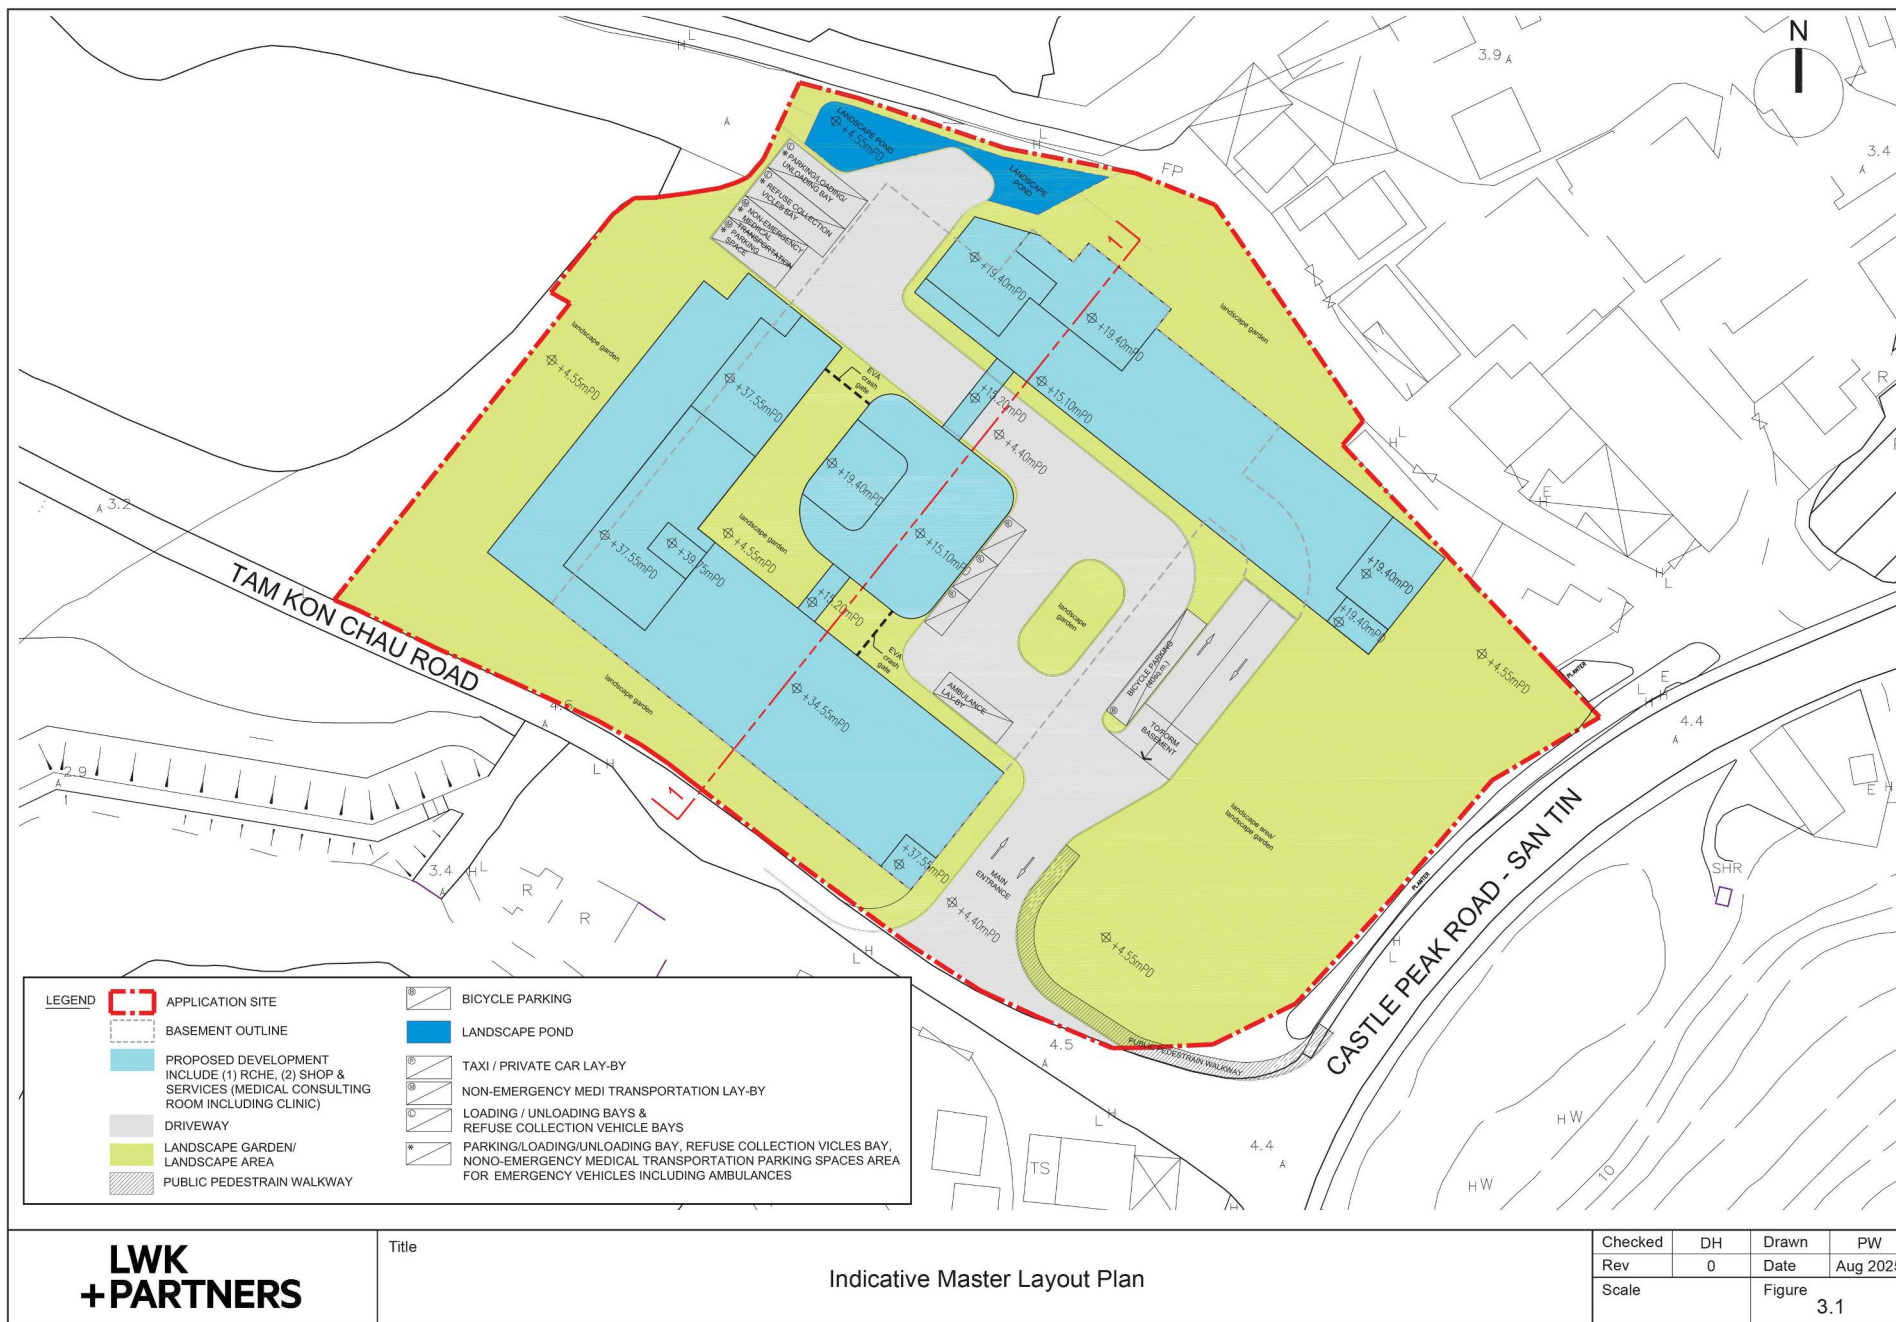 N
3.9
3.4
L
H
L
H
FP
LANDSCAPE POND
+4.55mPD
LANDSCAPE
POND
L
* PARKING/LOADING/
UNLOADING BAY
L
* REFUSE COLLECTION
VICLES BAY
M
* NON-EMERGENCY
MEDICAL
TRANSPORTATION
M
* PARKING
SPACE
1
+19.40mPD
+19.40mPD
landscape garden
landscape garden
+4.55mPD
EVA
crash
gate
+37.55mPD
+15.20mPD
+15.10mPD
+4.40mPD
R
H
L
E
H
H
L
3.2
+19.40mPD
+15.10mPD
landscape garden
+4.55mPD
+37.55mPD
+39.75mPD
+15.20mPD
+19.40mPD
+19.40mPD
landscape
garden
EVA
crash
gate
BICYCLE PARKING
(40sq.m.)
TO/FORM
BASEMENT
AMBULANCE
LAY-BY
+4.55mPD
PLANTER
L
H
E
H
4.4
TAM KON CHAU ROAD
4.5
landscape garden
+34.55mPD
L
H
1
2.9
3.4
H
L
R
R
+37.55mPD
MAIN
ENTRANCE
+4.40mPD
landscape area/
landscape garden
+4.55mPD
PLANTER
CASTLE PEAK ROAD - SAN TIN
SHR
E
H
L
H
H
L
4.5
PUBLIC PEDESTRAIN WALKWAY
L
H
4.4
TS
HW
HW
10
LEGEND
APPLICATION SITE
BASEMENT OUTLINE
PROPOSED DEVELOPMENT
INCLUDE (1) RCHE, (2) SHOP &
SERVICES (MEDICAL CONSULTING
ROOM INCLUDING CLINIC)
DRIVEWAY
LANDSCAPE GARDEN/
LANDSCAPE AREA
PUBLIC PEDESTRAIN WALKWAY
B
BICYCLE PARKING
LANDSCAPE POND
P
TAXI / PRIVATE CAR LAY-BY
M
NON-EMERGENCY MEDI TRANSPORTATION LAY-BY
L
LOADING / UNLOADING BAYS &
REFUSE COLLECTION VEHICLE BAYS
*
PARKING/LOADING/UNLOADING BAY, REFUSE COLLECTION VICLES BAY,
NONO-EMERGENCY MEDICAL TRANSPORTATION PARKING SPACES AREA
FOR EMERGENCY VEHICLES INCLUDING AMBULANCES
LWK
+PARTNERS
Title
Indicative Master Layout Plan
Checked DH Drawn PW
Rev 0 Date Aug 2025
Scale Figure
3.1